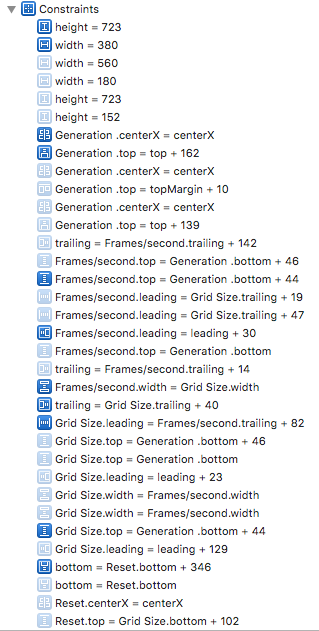 Constraints
height = 723
width = 380
width = 560
width = 180
height = 723
height = 152
Generation .centerX = centerX
Generation .top = top + 162
Generation .centerX = centerX
Generation .top = topMargin + 10
Generation .centerX = centerX
Generation .top = top + 139
trailing = Frames/second.trailing + 142
Frames/second.top = Generation .bottom + 46
Frames/second.top = Generation .bottom + 44
Frames/second.leading = Grid Size.trailing + 19
Frames/second.leading = Grid Size.trailing + 47
Frames/second.leading = leading + 30
Frames/second.top = Generation .bottom
trailing = Frames/second.trailing + 14
Frames/second.width = Grid Size.width
trailing = Grid Size.trailing + 40
Grid Size.leading = Frames/second.trailing + 82
Grid Size.top = Generation .bottom + 46
Grid Size.top = Generation .bottom
Grid Size.leading = leading + 23
Grid Size.width = Frames/second.width
Grid Size.width = Frames/second.width
Grid Size.top = Generation .bottom + 44
Grid Size.leading = leading + 129
bottom = Reset.bottom + 346
bottom = Reset.bottom
Reset.centerX = centerX
Reset.top = Grid Size.bottom + 102